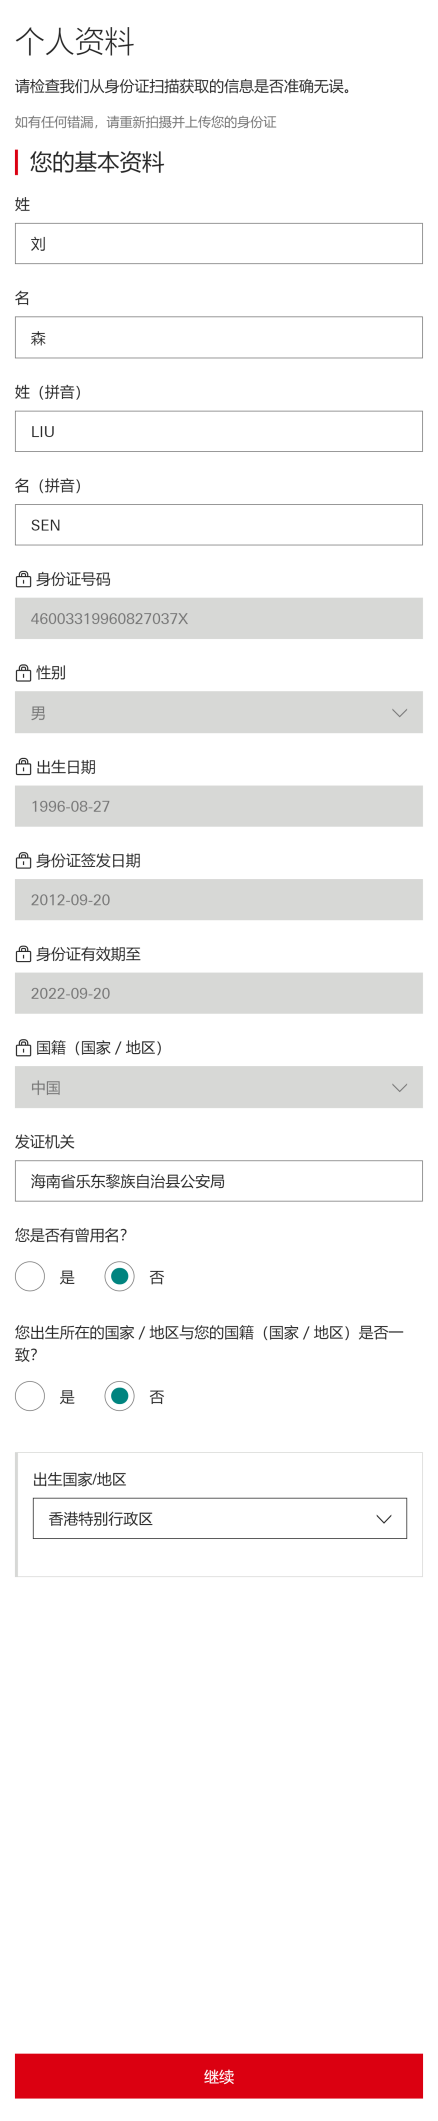 个人资料
请检查我们从身份证扫描获取的信息是否准确无误。
如有任何错漏，请重新拍摄并上传您的身份证
您的基本资料
姓
刘
名
森
姓（拼音）
LIU
名（拼音）
SEN
身份证号码
46003319960827037X
性别
男
出生日期
1996-08-27
身份证签发日期
2012-09-20
身份证有效期至
2022-09-20
国籍（国家 / 地区）
中国
发证机关
海南省乐东黎族自治县公安局
您是否有曾用名？
是 否
您出生所在的国家 / 地区与您的国籍（国家 / 地区）是否一
致？
是 否
出生国家/地区
香港特别行政区
继续